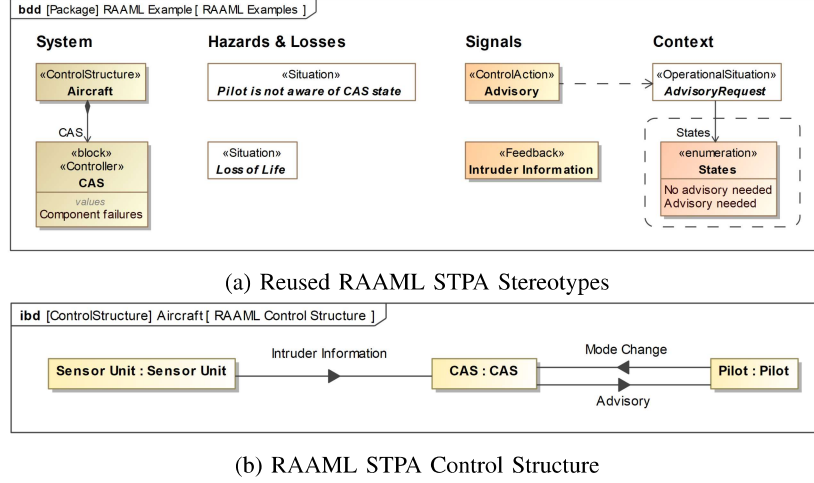 bdd [Package] RAAML Example [ RAAML Examples ]
System
Hazards & Losses
Signals
Context
«ControlStructure»
Aircraft
«Situation»
Pilot is not aware of CAS state
«ControlAction»
Advisory
«OperationalSituation»
AdvisoryRequest
CAS
States
«block»
«Controller»
CAS
values
Component failures
«Situation»
Loss of Life
«Feedback»
Intruder Information
«enumeration»
States
No advisory needed
Advisory needed
(a) Reused RAAML STPA Stereotypes
ibd [ControlStructure] Aircraft [ RAAML Control Structure ]
Sensor Unit : Sensor Unit
Intruder Information
CAS : CAS
Mode Change
Advisory
Pilot : Pilot
(b) RAAML STPA Control Structure